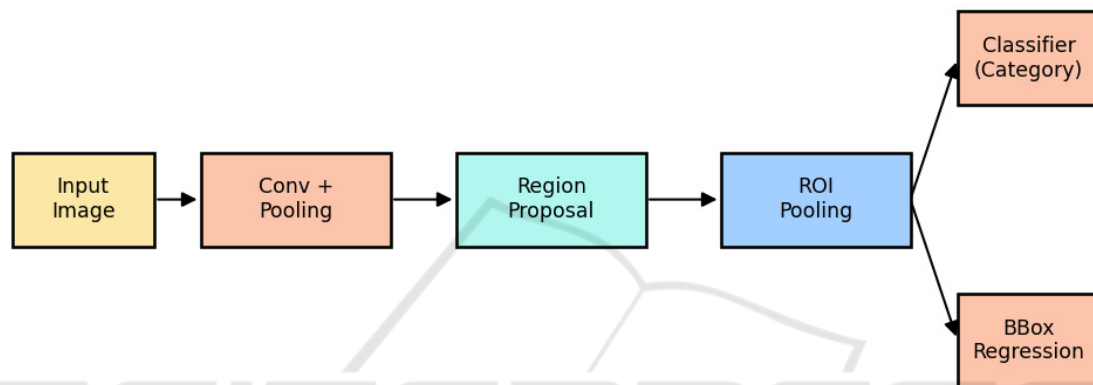 Input
Image
Conv +
Pooling
Region
Proposal
ROI
Pooling
Classifier
(Category)
BBox
Regression